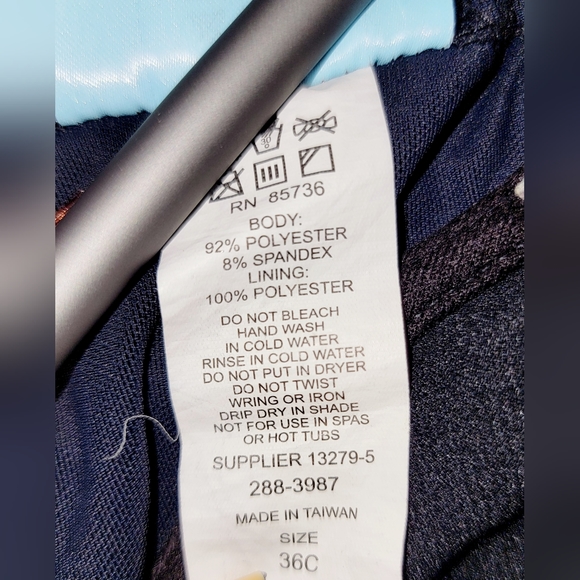 RN 85736
BODY:
92% POLYESTER
8% SPANDEX
LINING:
100% POLYESTER
DO NOT BLEACH
HAND WASH
IN COLD WATER
RINSE IN COLD WATER
DO NOT PUT IN DRYER
DO NOT TWIST
WRING OR IRON
DRIP DRY IN SHADE
NOT FOR USE IN SPAS
OR HOT TUBS
SUPPLIER 13279-5
288-3987
MADE IN TAIWAN
SIZE
36C